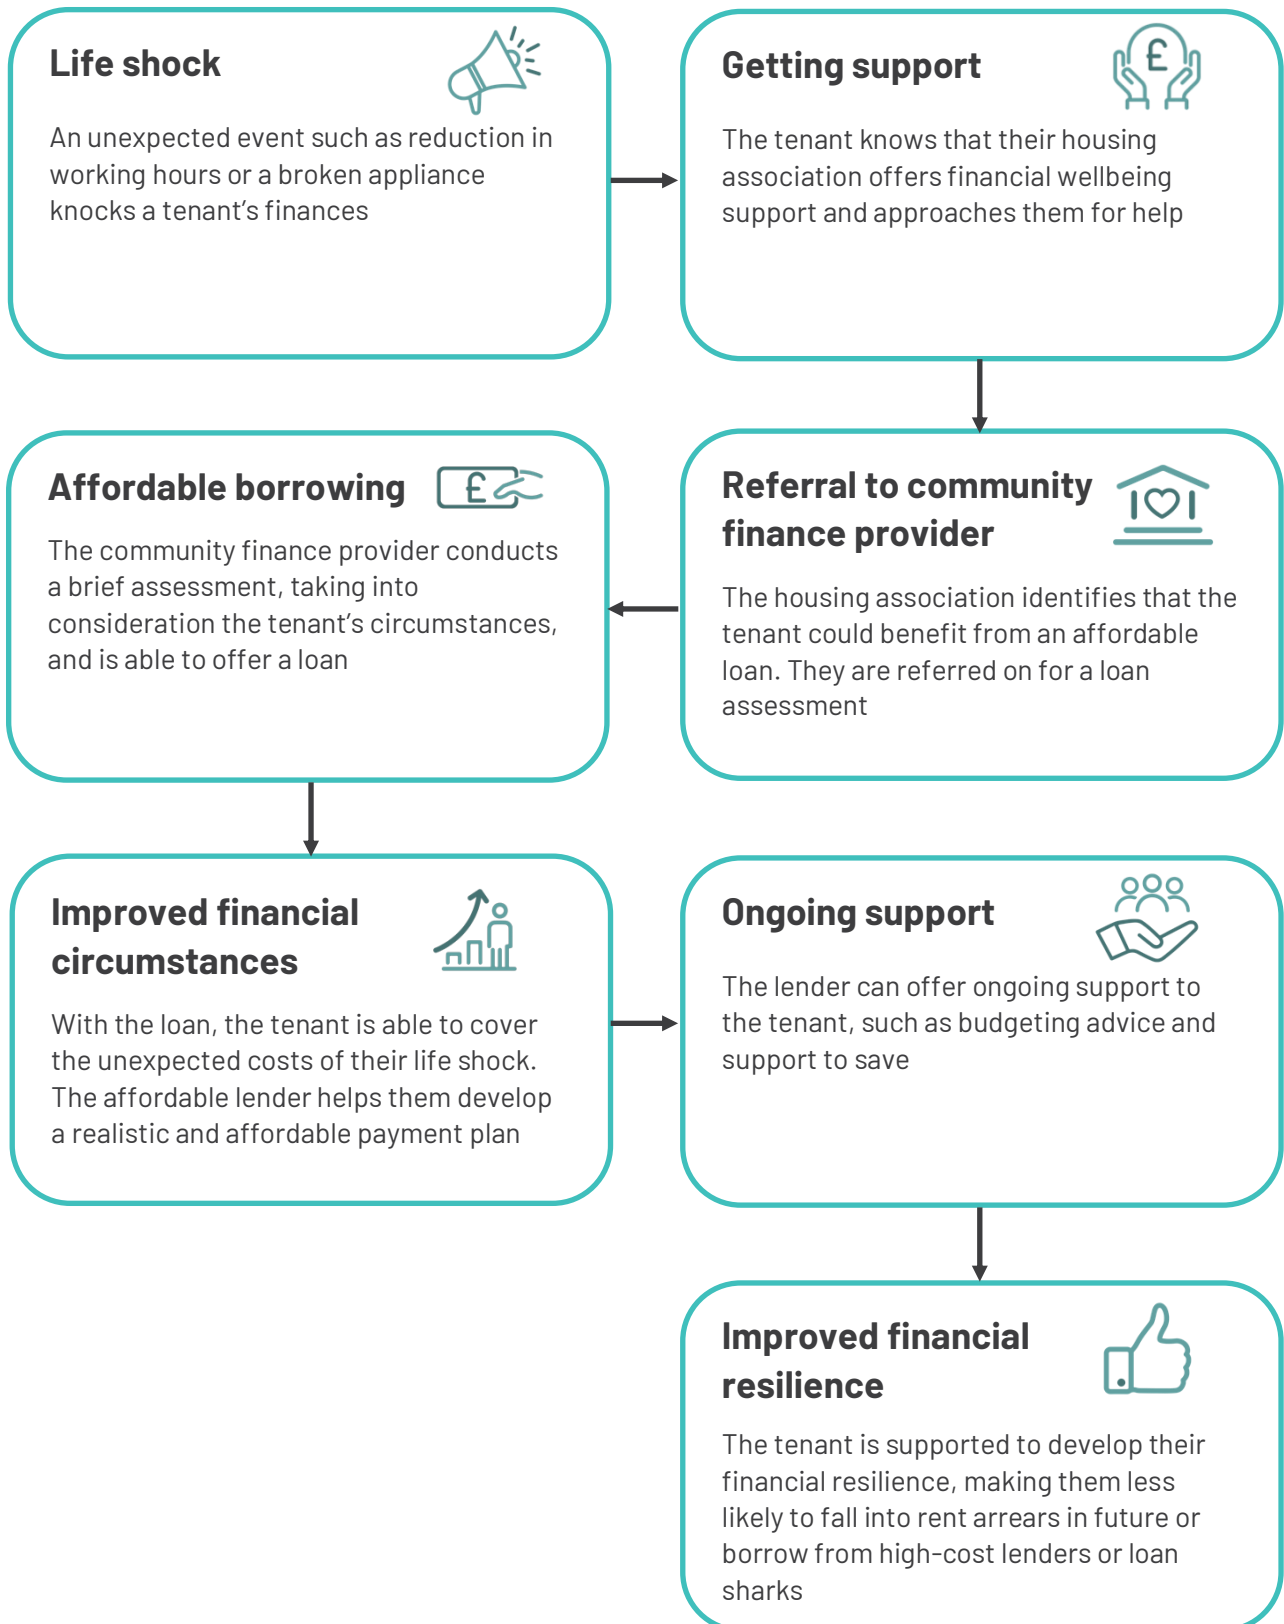 Life shock
An unexpected event such as reduction in
working hours or a broken appliance
knocks a tenant's finances
Getting support
£
The tenant knows that their housing
association offers financial wellbeing
support and approaches them for help
Referral to community
finance provider
The housing association identifies that the
tenant could benefit from an affordable
loan. They are referred on for a loan
assessment
Affordable borrowing
£
The community finance provider conducts
a brief assessment, taking into
consideration the tenant's circumstances,
and is able to offer a loan
Improved financial
circumstances
With the loan, the tenant is able to cover
the unexpected costs of their life shock.
The affordable lender helps them develop
a realistic and affordable payment plan
Ongoing support
The lender can offer ongoing support to
the tenant, such as budgeting advice and
support to save
Improved financial
resilience
The tenant is supported to develop their
financial resilience, making them less
likely to fall into rent arrears in future or
borrow from high-cost lenders or loan
sharks